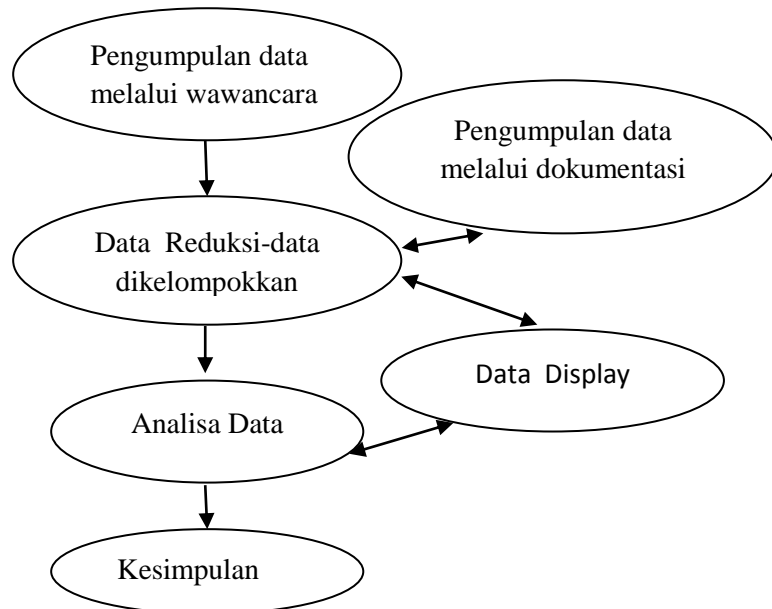 Pengumpulan data
melalui wawancara
Pengumpulan data
melalui dokumentasi
Data Reduksi-data
dikelompokkan
Data Display
Analisa Data
Kesimpulan